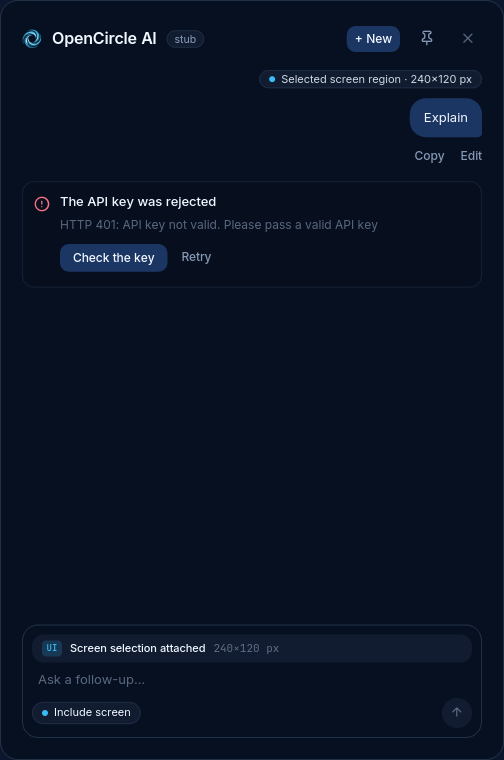 OpenCircle AI stub + New
Selected screen region · 240×120 px
Explain
Copy Edit
The API key was rejected
HTTP 401: API key not valid. Please pass a valid API key
Check the key Retry
UI Screen selection attached 240×120 px
Ask a follow-up...
Include screen